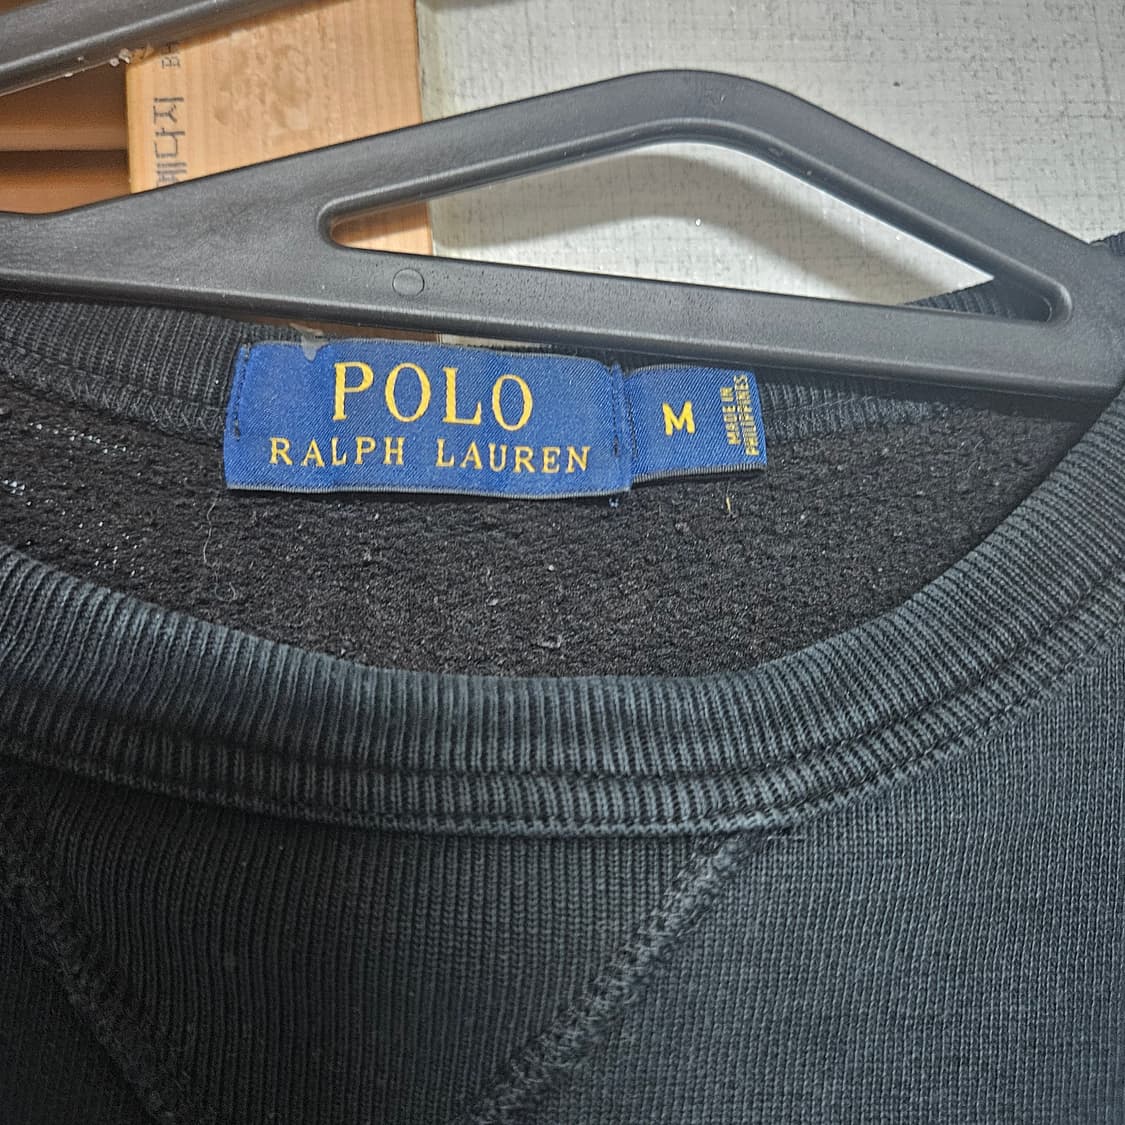 POLO
RALPH LAUREN
M
MADE IN
PHILIPPINES